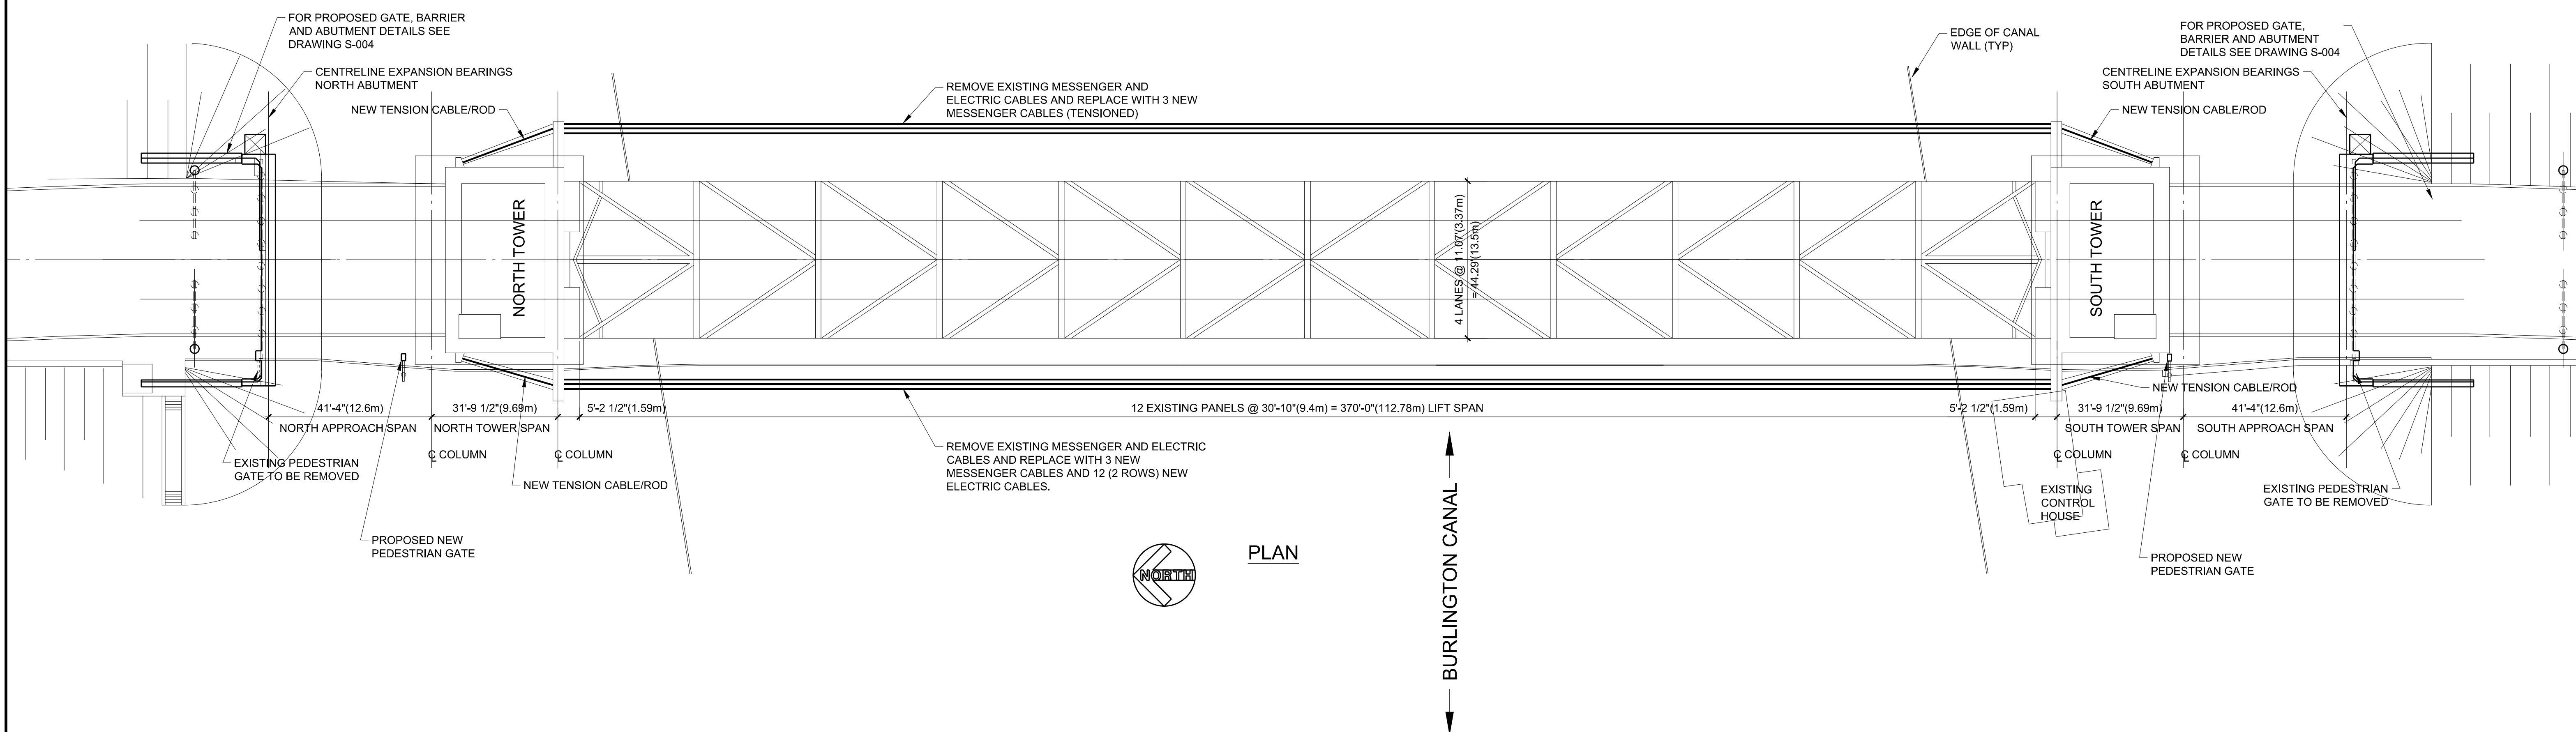 FOR PROPOSED GATE, BARRIER
AND ABUTMENT DETAILS SEE
DRAWING S-004
CENTRELINE EXPANSION BEARINGS
NORTH ABUTMENT
NEW TENSION CABLE/ROD
REMOVE EXISTING MESSENGER AND
ELECTRIC CABLES AND REPLACE WITH 3 NEW
MESSENGER CABLES (TENSIONED)
EDGE OF CANAL
WALL (TYP)
FOR PROPOSED GATE,
BARRIER AND ABUTMENT
DETAILS SEE DRAWING S-004
CENTRELINE EXPANSION BEARINGS
SOUTH ABUTMENT
NEW TENSION CABLE/ROD
NORTH TOWER
4 LANES @ 11.07'(3.37m)
= 44.29'(13.5m)
SOUTH TOWER
41'-4"(12.6m)
31'-9 1/2"(9.69m)
5'-2 1/2"(1.59m)
12 EXISTING PANELS @ 30'-10"(9.4m) = 370'-0"(112.78m) LIFT SPAN
5'-2 1/2"(1.59m)
31'-9 1/2"(9.69m)
41'-4"(12.6m)
NEW TENSION CABLE/ROD
NORTH APPROACH SPAN
NORTH TOWER SPAN
SOUTH TOWER SPAN
SOUTH APPROACH SPAN
℄ COLUMN
℄ COLUMN
℄ COLUMN
℄ COLUMN
EXISTING PEDESTRIAN
GATE TO BE REMOVED
NEW TENSION CABLE/ROD
REMOVE EXISTING MESSENGER AND ELECTRIC
CABLES AND REPLACE WITH 3 NEW
MESSENGER CABLES AND 12 (2 ROWS) NEW
ELECTRIC CABLES.
EXISTING
CONTROL
HOUSE
EXISTING PEDESTRIAN
GATE TO BE REMOVED
PROPOSED NEW
PEDESTRIAN GATE
NORTH
PLAN
BURLINGTON CANAL
PROPOSED NEW
PEDESTRIAN GATE